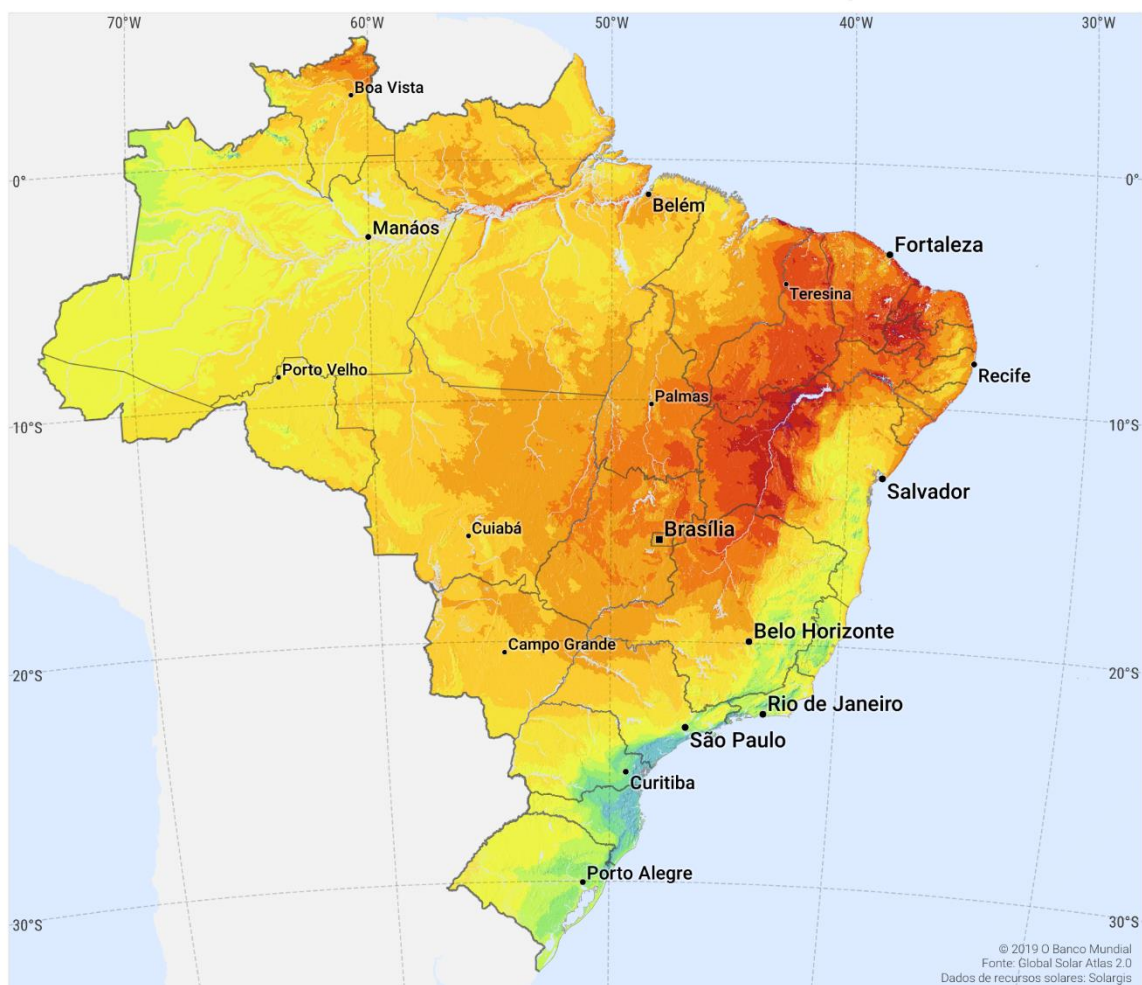 70°W 60°W 50°W 40°W 30°W
Boa Vista
0° 0°
Belém
Manáos
Fortaleza
Teresina
Porto Velho
Recife
Palmas
10°S 10°S
Salvador
Cuiabá
Brasília
Belo Horizonte
Campo Grande
20°S 20°S
Rio de Janeiro
São Paulo
Curitiba
Porto Alegre
30°S 30°S
© 2019 O Banco Mundial
Fonte: Global Solar Atlas 2.0
Dados de recursos solares: Solargis